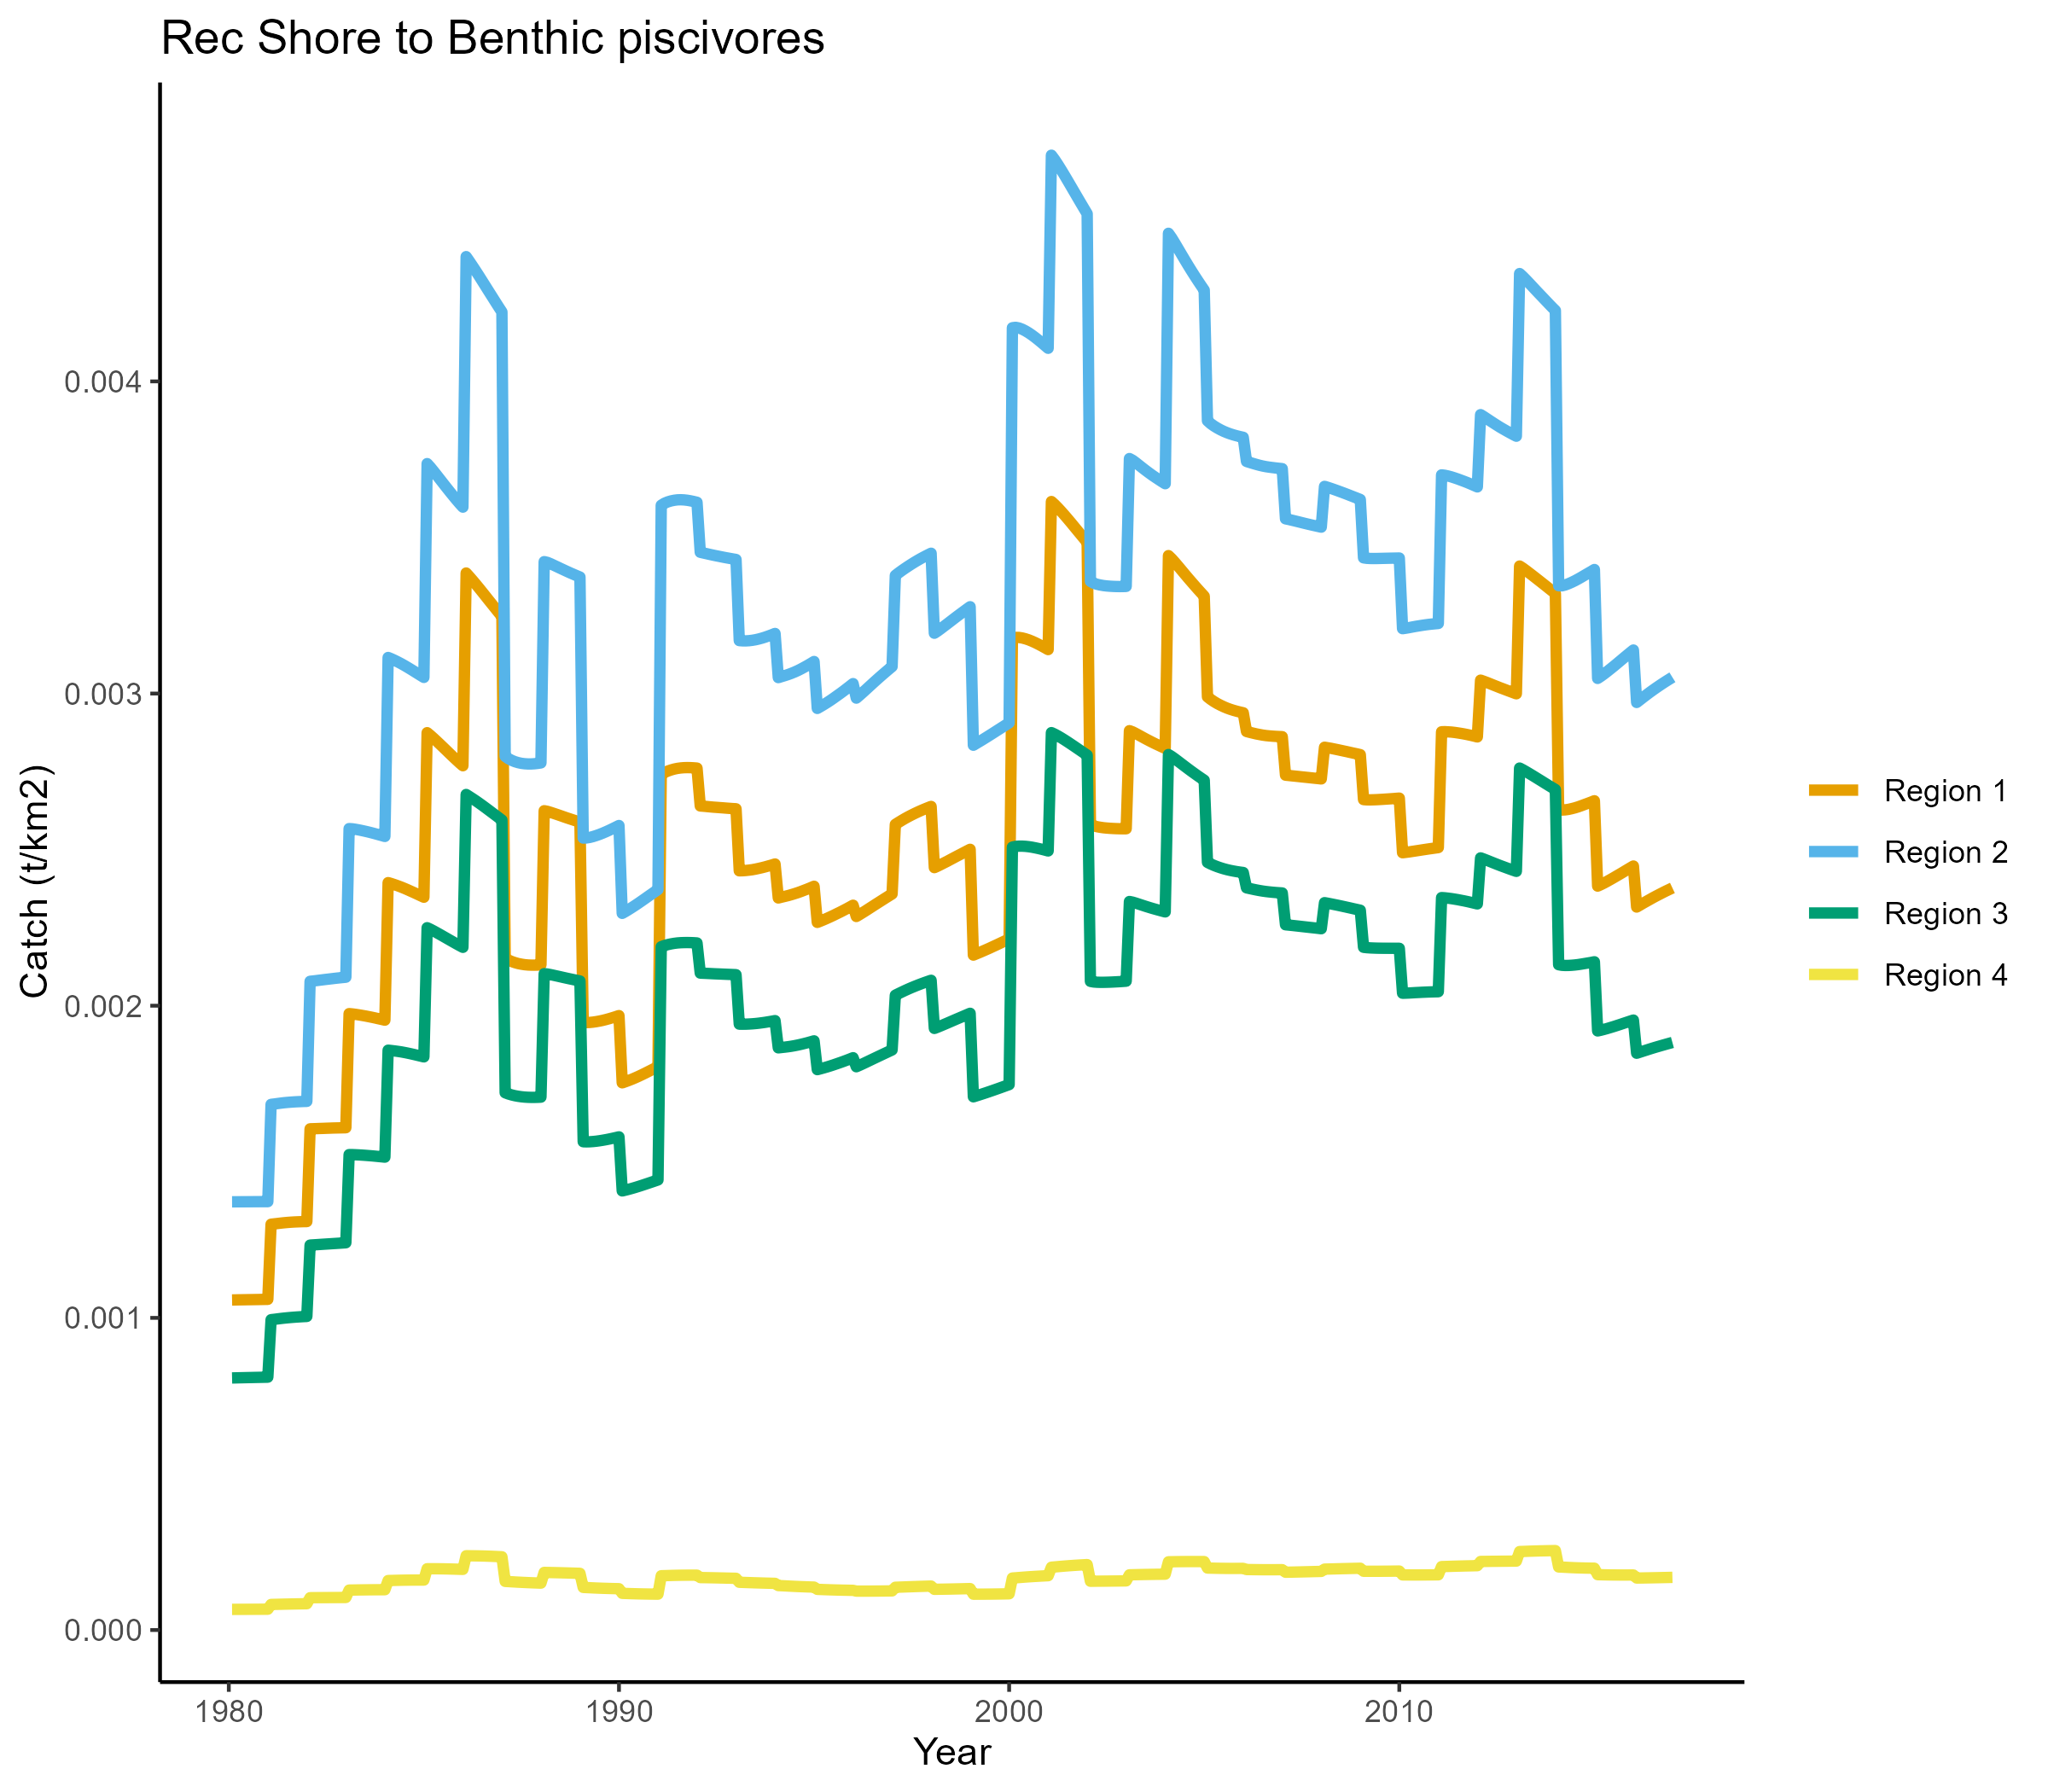 Rec Shore to Benthic piscivores
Catch (t/km2)
0.004
0.003
0.002
0.001
0.000
1980 1990 2000 2010
Year
Region 1
Region 2
Region 3
Region 4